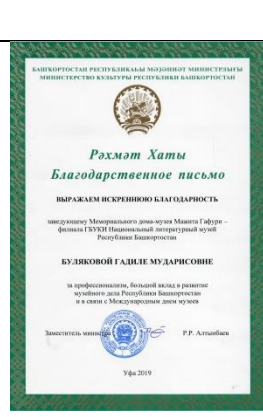 БАШҠОРТОСТАН РЕСПУБЛИКАҺЫ МӘҘӘНИӘТ МИНИСТРЛЫҒЫ
МИНИСТЕРСТВО КУЛЬТУРЫ РЕСПУБЛИКИ БАШКОРТОСТАН
Рәхмәт Хаты
Благодарственное письмо
ВЫРАЖАЕМ ИСКРЕННЮЮ БЛАГОДАРНОСТЬ
заведующему Мемориального дома-музея Мажита Гафури –
филиала ГБУКИ Национальный литературный музей
Республики Башкортостан
БУЛЯКОВОЙ ГАДИЛЕ МУДАРИСОВНЕ
за профессионализм, большой вклад в развитие
музейного дела Республики Башкортостан
и в связи с Международным днем музеев
Заместитель министра Р.Р. Алтынбаев
Уфа 2019